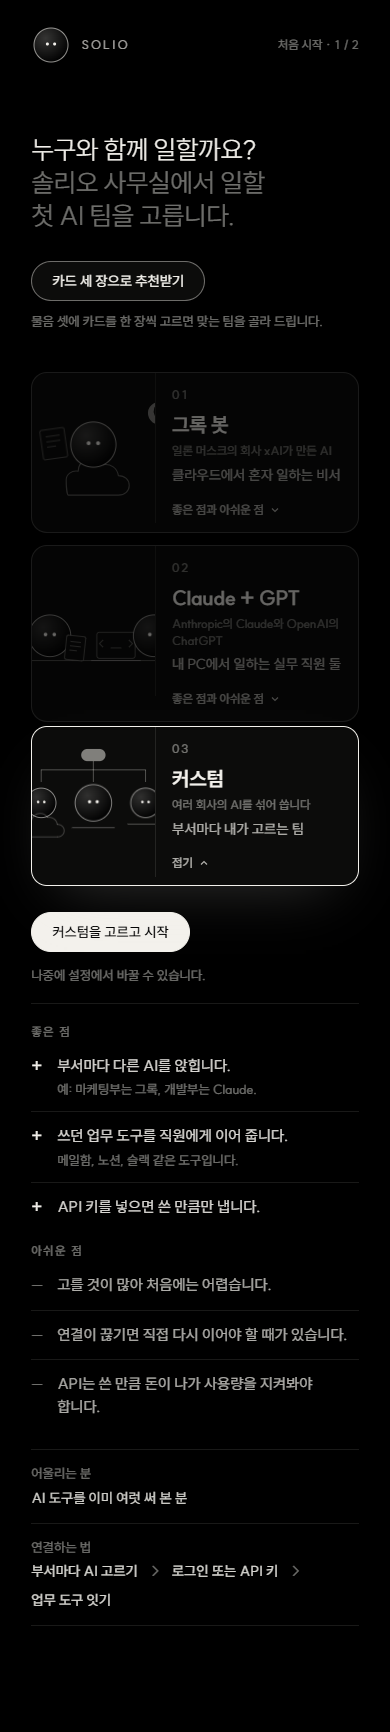 SOLIO
처음 시작 · 1 / 2
누구와 함께 일할까요?
솔리오 사무실에서 일할
첫 AI 팀을 고릅니다.
카드 세 장으로 추천받기
물음 셋에 카드를 한 장씩 고르면 맞는 팀을 골라 드립니다.
01
그록 봇
일론 머스크의 회사 xAI가 만든 AI
클라우드에서 혼자 일하는 비서
좋은 점과 아쉬운 점
02
Claude + GPT
Anthropic의 Claude와 OpenAI의
ChatGPT
내 PC에서 일하는 실무 직원 둘
좋은 점과 아쉬운 점
03
커스텀
여러 회사의 AI를 섞어 씁니다
부서마다 내가 고르는 팀
접기
커스텀을 고르고 시작
나중에 설정에서 바꿀 수 있습니다.
좋은 점
+ 부서마다 다른 AI를 앉힙니다.
예: 마케팅부는 그록, 개발부는 Claude.
+ 쓰던 업무 도구를 직원에게 이어 줍니다.
메일함, 노션, 슬랙 같은 도구입니다.
+ API 키를 넣으면 쓴 만큼만 냅니다.
아쉬운 점
— 고를 것이 많아 처음에는 어렵습니다.
— 연결이 끊기면 직접 다시 이어야 할 때가 있습니다.
— API는 쓴 만큼 돈이 나가 사용량을 지켜봐야
합니다.
어울리는 분
AI 도구를 이미 여럿 써 본 분
연결하는 법
부서마다 AI 고르기 > 로그인 또는 API 키 >
업무 도구 잇기